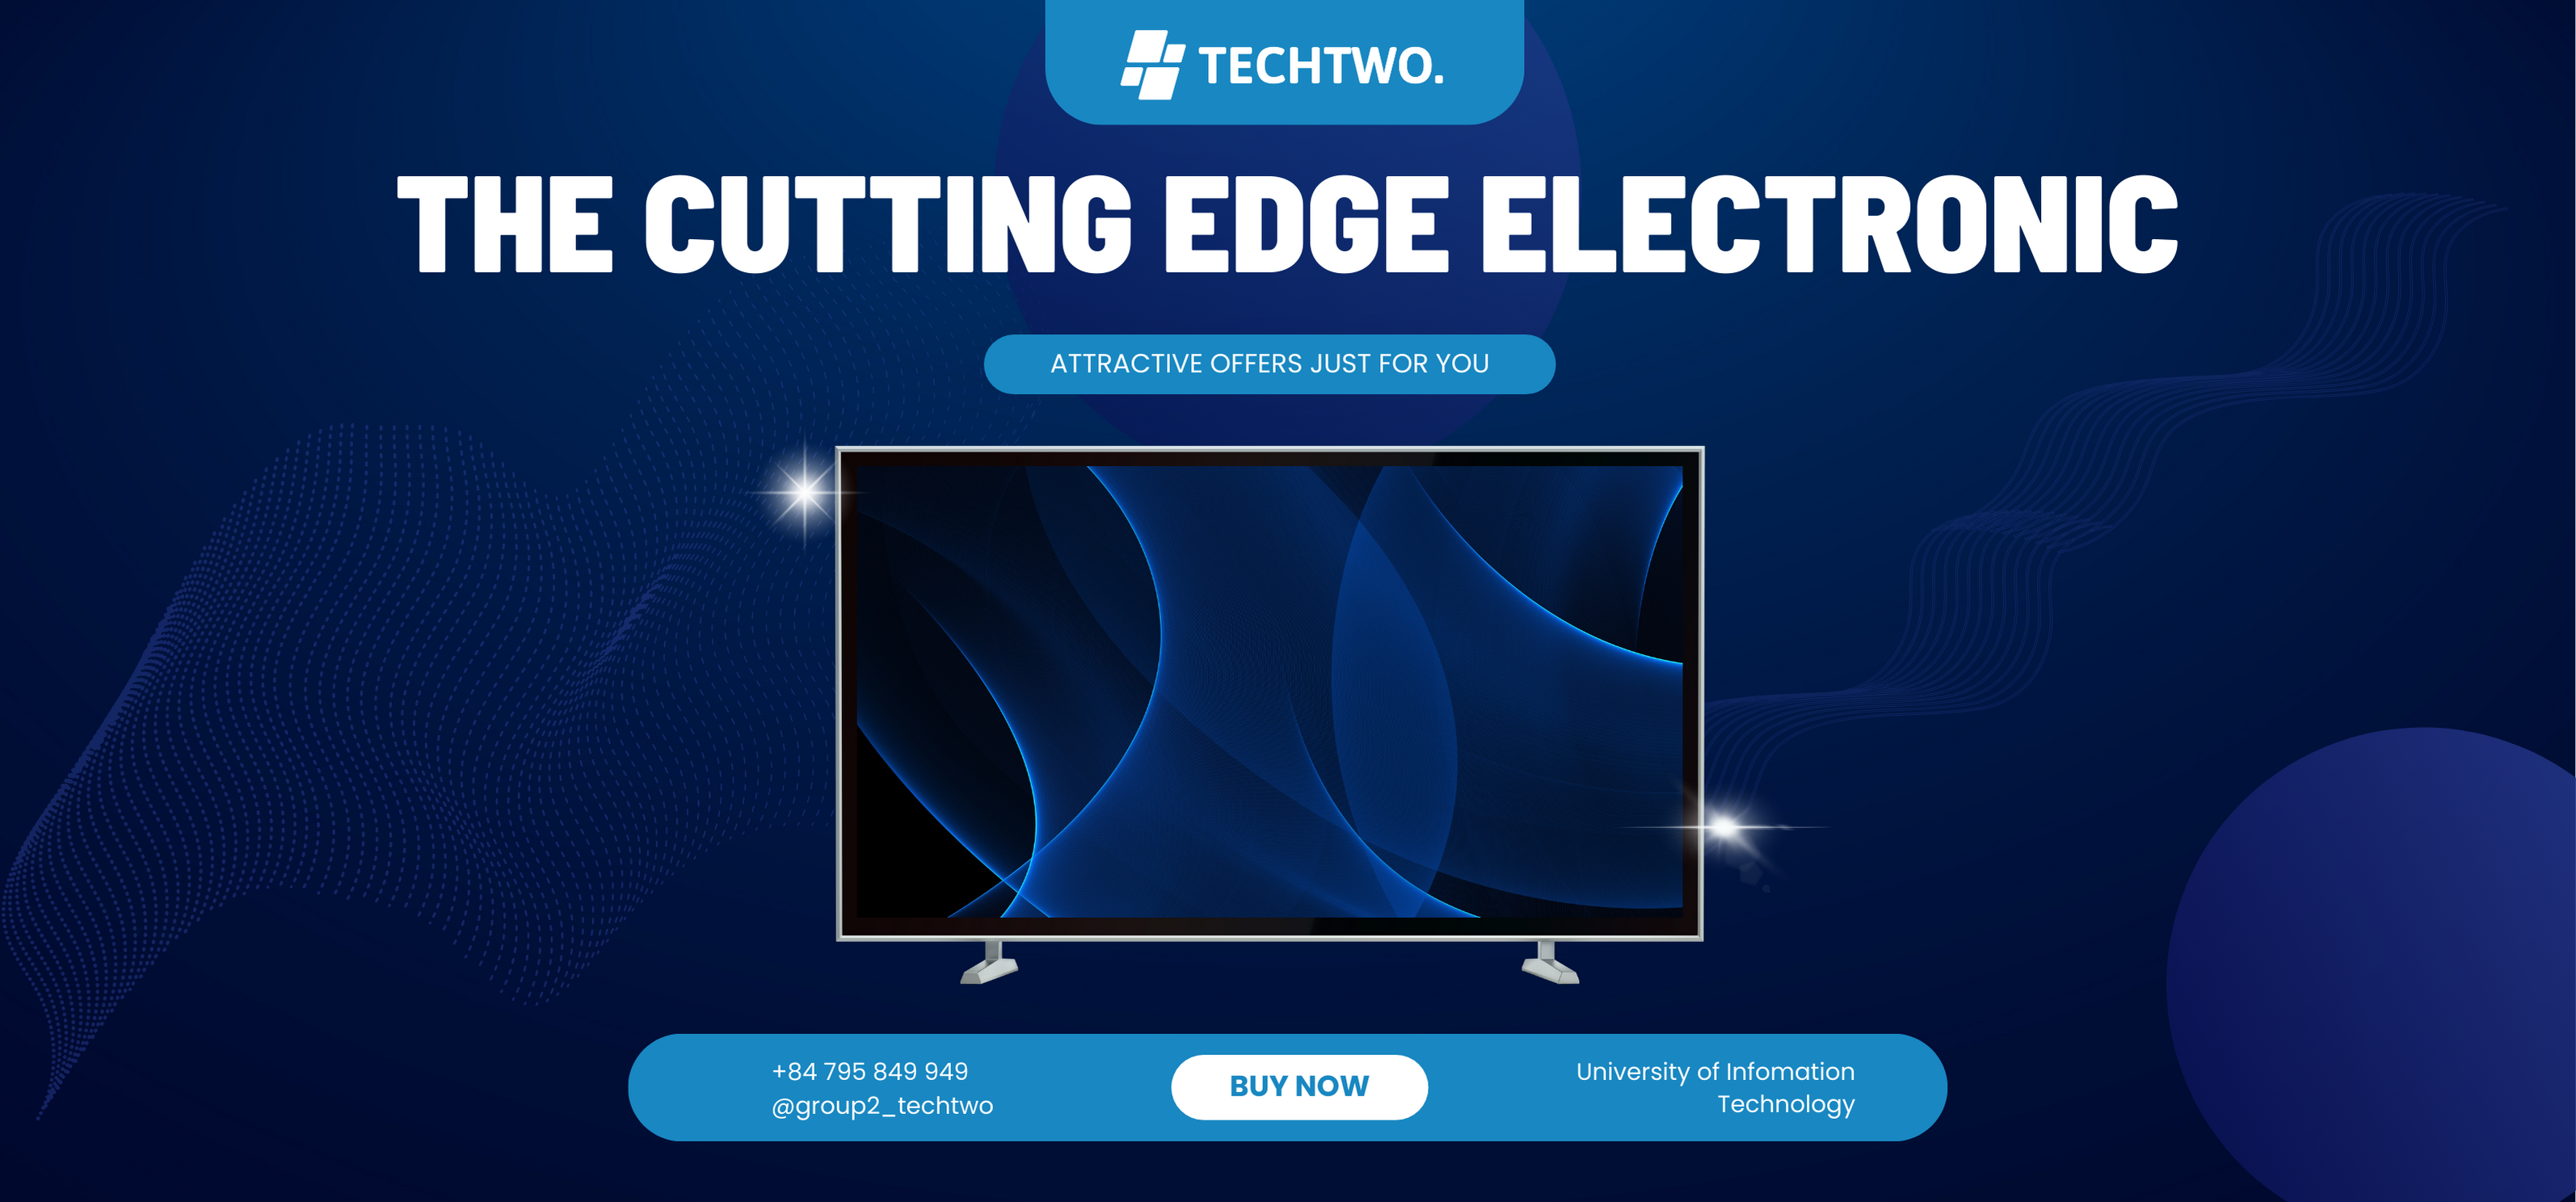 TECHTWO.
THE CUTTING EDGE ELECTRONIC
ATTRACTIVE OFFERS JUST FOR YOU
+84 795 849 949
@group2_techtwo
BUY NOW
University of Infomation
Technology